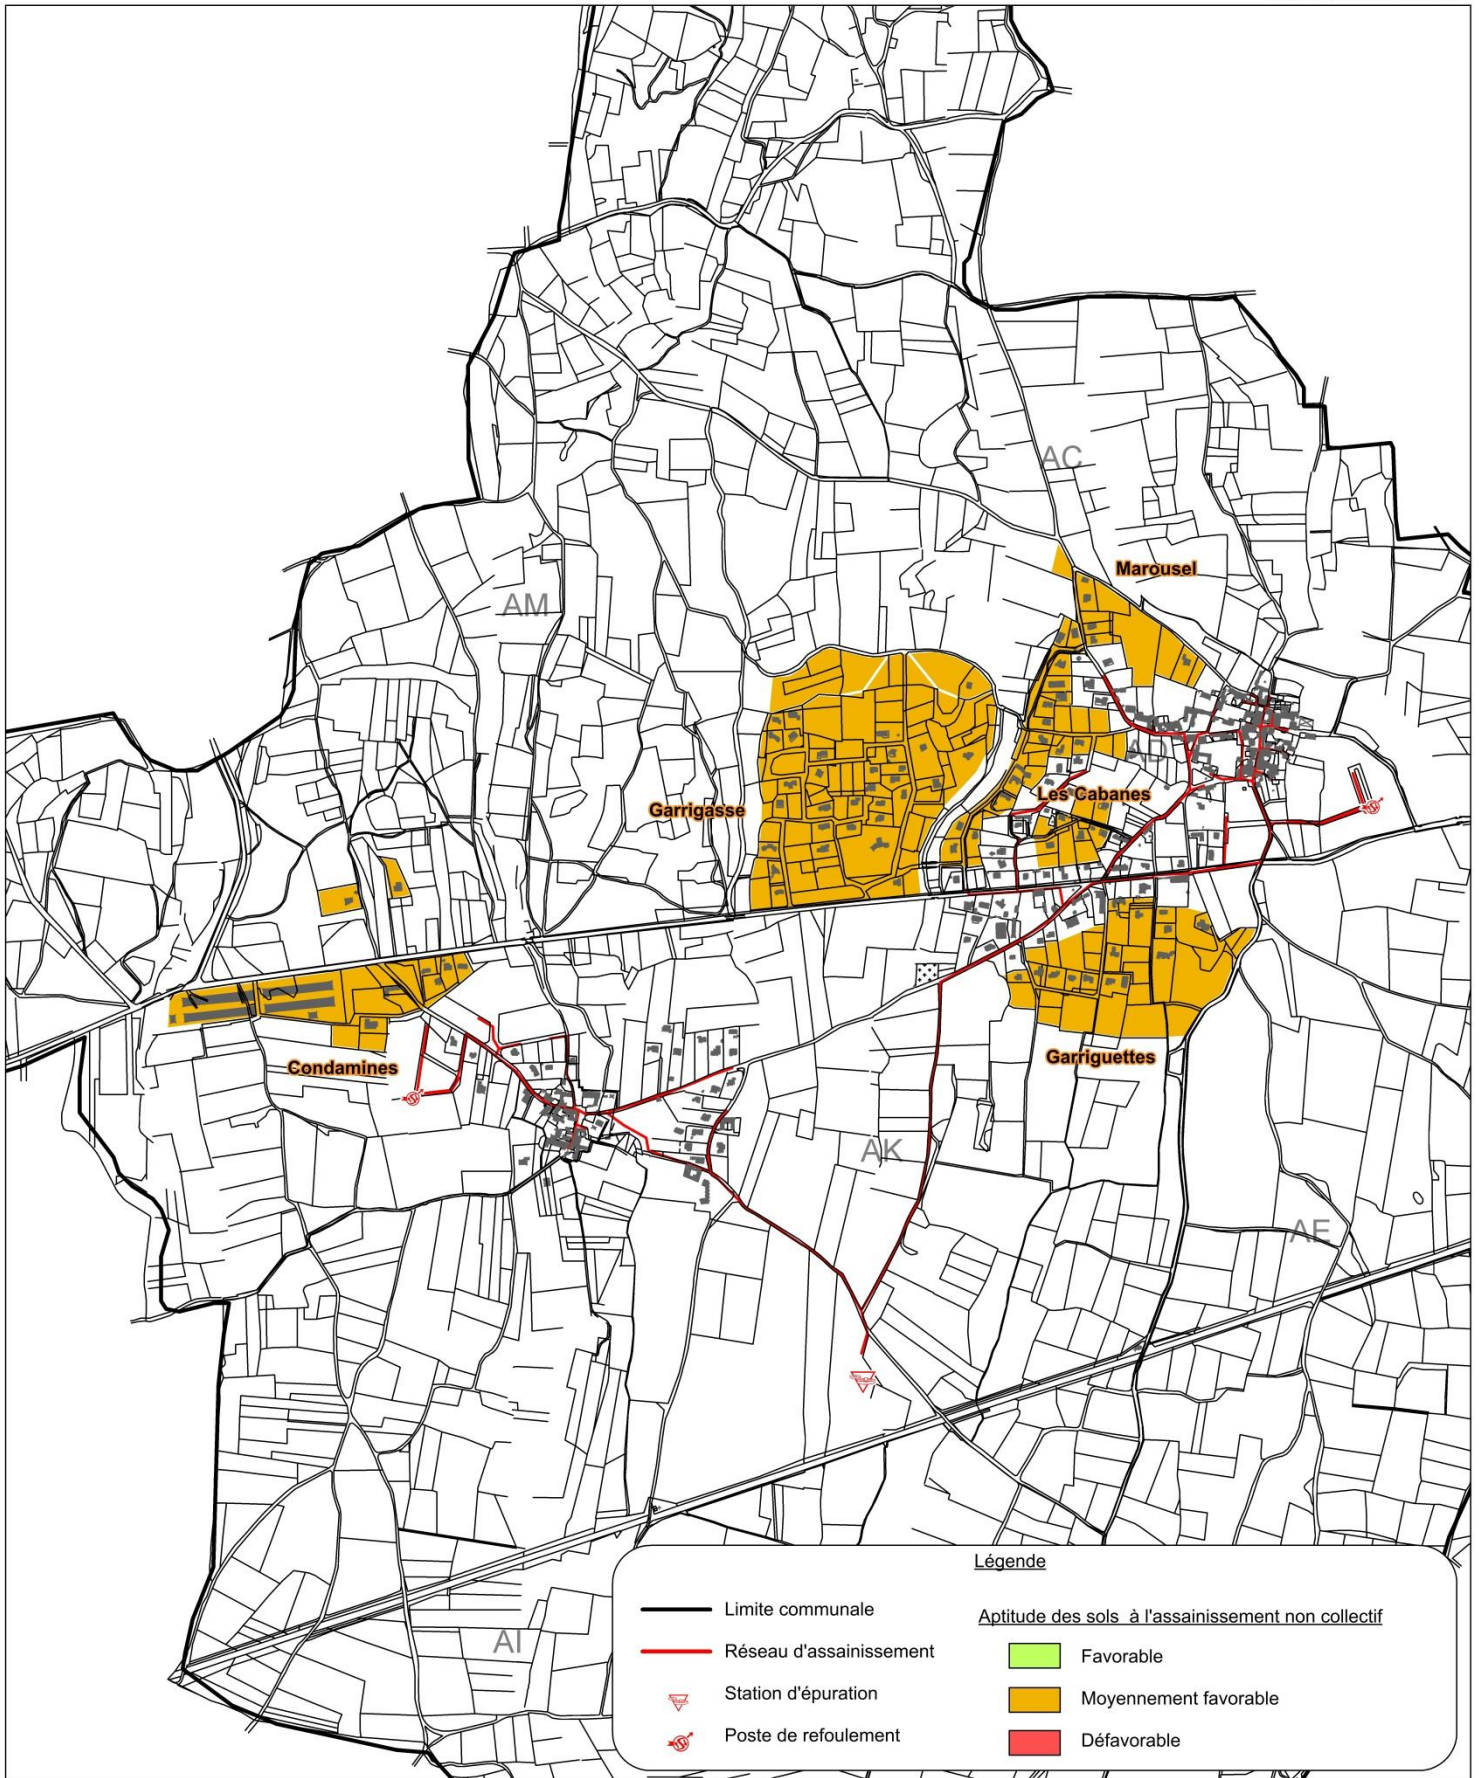 AC
Marousel
AM
AD
Les Cabanes
Garrigasse
Garriguettes
Condamines
AK
AE
AI
Légende
Limite communale
Réseau d'assainissement
Station d'épuration
Poste de refoulement
Aptitude des sols à l'assainissement non collectif
Favorable
Moyennement favorable
Défavorable